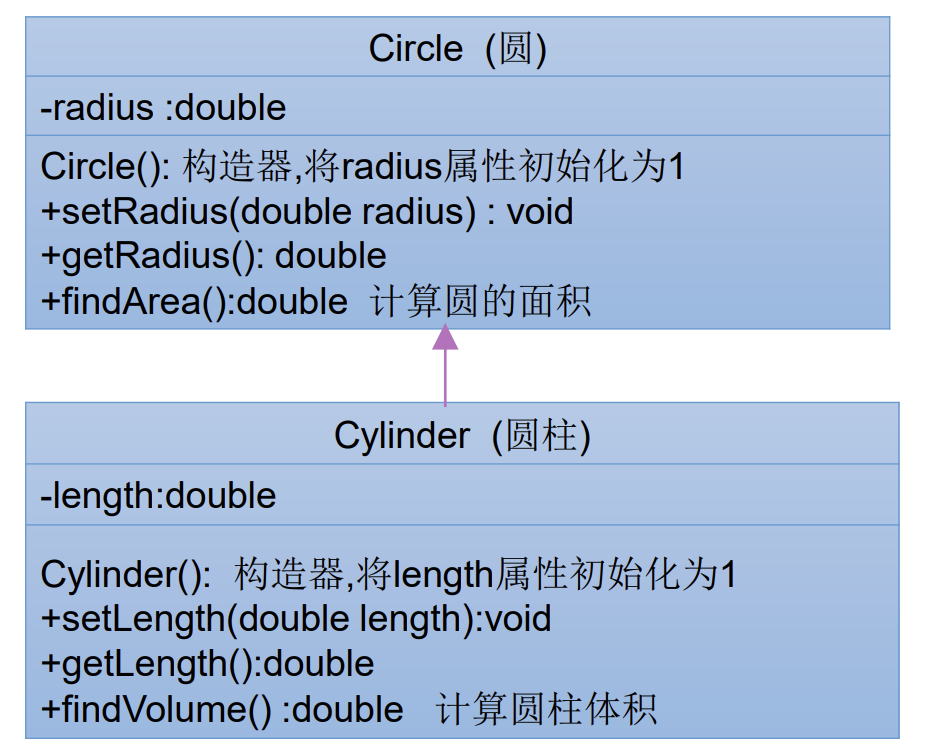 Circle (圆)
-radius :double
Circle(): 构造器,将radius属性初始化为1
+setRadius(double radius) : void
+getRadius(): double
+findArea():double 计算圆的面积
Cylinder (圆柱)
-length:double
Cylinder(): 构造器,将length属性初始化为1
+setLength(double length):void
+getLength():double
+findVolume() :double 计算圆柱体积